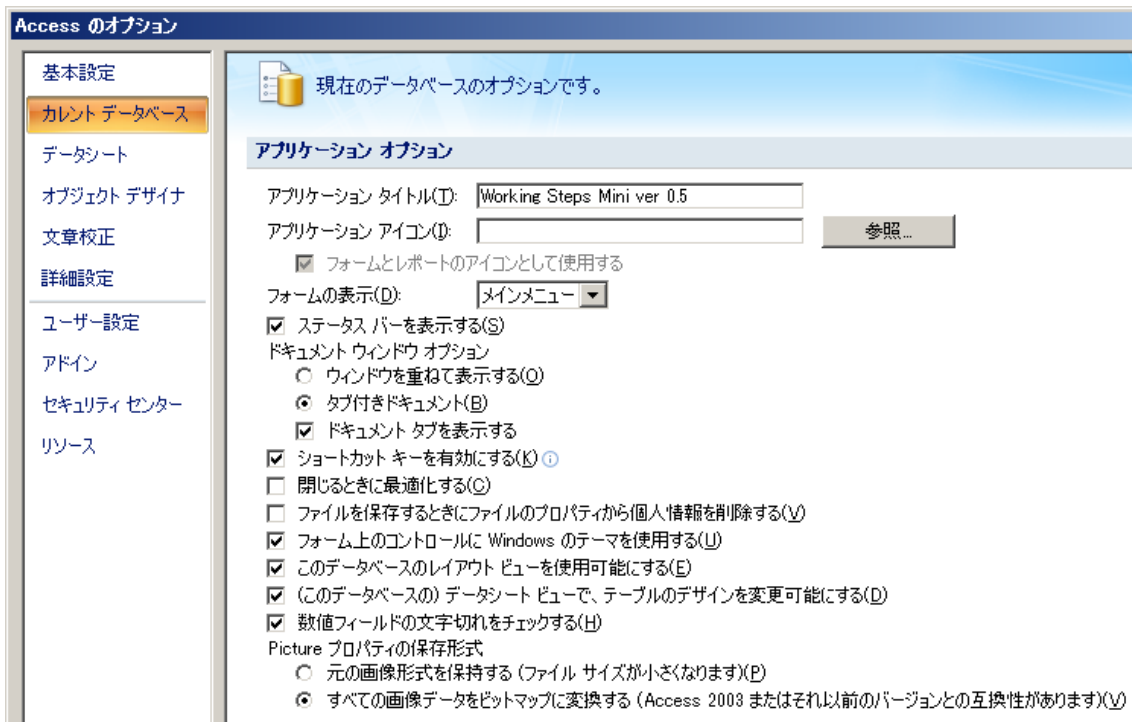 Access のオプション
基本設定
カレント データベース
データシート
オブジェクト デザイナ
文章校正
詳細設定
ユーザー設定
アドイン
セキュリティ センター
リソース
現在のデータベースのオプションです。
アプリケーション オプション
アプリケーション タイトル(T): Working Steps Mini ver 0.5
アプリケーション アイコン(I): 参照...
フォームとレポートのアイコンとして使用する
フォームの表示(D): メインメニュー
ステータス バーを表示する(S)
ドキュメント ウィンドウ オプション
ウィンドウを重ねて表示する(O)
タブ付きドキュメント(B)
ドキュメント タブを表示する
ショートカット キーを有効にする(K)
閉じるときに最適化する(C)
ファイルを保存するときにファイルのプロパティから個人情報を削除する(V)
フォーム上のコントロールに Windows のテーマを使用する(U)
このデータベースのレイアウト ビューを使用可能にする(E)
(このデータベースの) データシート ビューで、テーブルのデザインを変更可能にする(D)
数値フィールドの文字切れをチェックする(H)
Picture プロパティの保存形式
元の画像形式を保持する (ファイル サイズが小さくなります)(P)
すべての画像データをビットマップに変換する (Access 2003 またはそれ以前のバージョンとの互換性があります)(V)